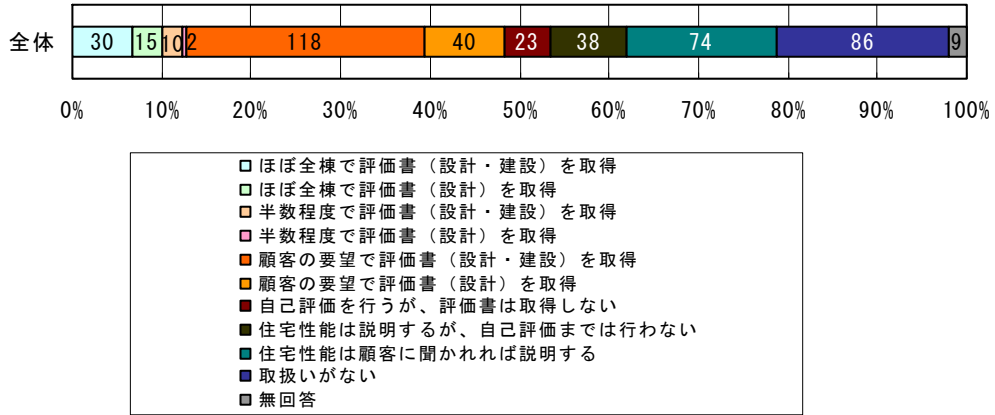 全体 30 15 10 2 118 40 23 38 74 86 9
0% 10% 20% 30% 40% 50% 60% 70% 80% 90% 100%
ほぼ全棟で評価書（設計・建設）を取得
ほぼ全棟で評価書（設計）を取得
半数程度で評価書（設計・建設）を取得
半数程度で評価書（設計）を取得
顧客の要望で評価書（設計・建設）を取得
顧客の要望で評価書（設計）を取得
自己評価を行うが、評価書は取得しない
住宅性能は説明するが、自己評価までは行わない
住宅性能は顧客に聞かれれば説明する
取扱いがない
無回答